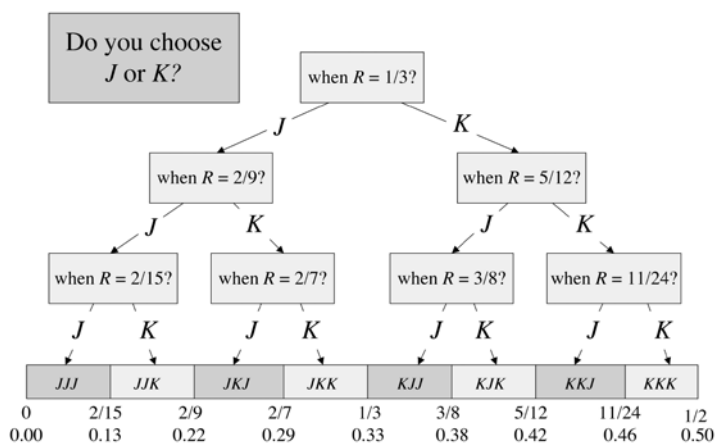 Do you choose
J or K?
when R = 1/3?
J
K
when R = 2/9?
when R = 5/12?
J
K
J
K
when R = 2/15?
when R = 2/7?
when R = 3/8?
when R = 11/24?
J
K
J
K
J
K
J
K
JJJ
JJK
JKJ
JKK
KJJ
KJK
KKJ
KKK
0 2/15 2/9 2/7 1/3 3/8 5/12 11/24 1/2
0.00 0.13 0.22 0.29 0.33 0.38 0.42 0.46 0.50